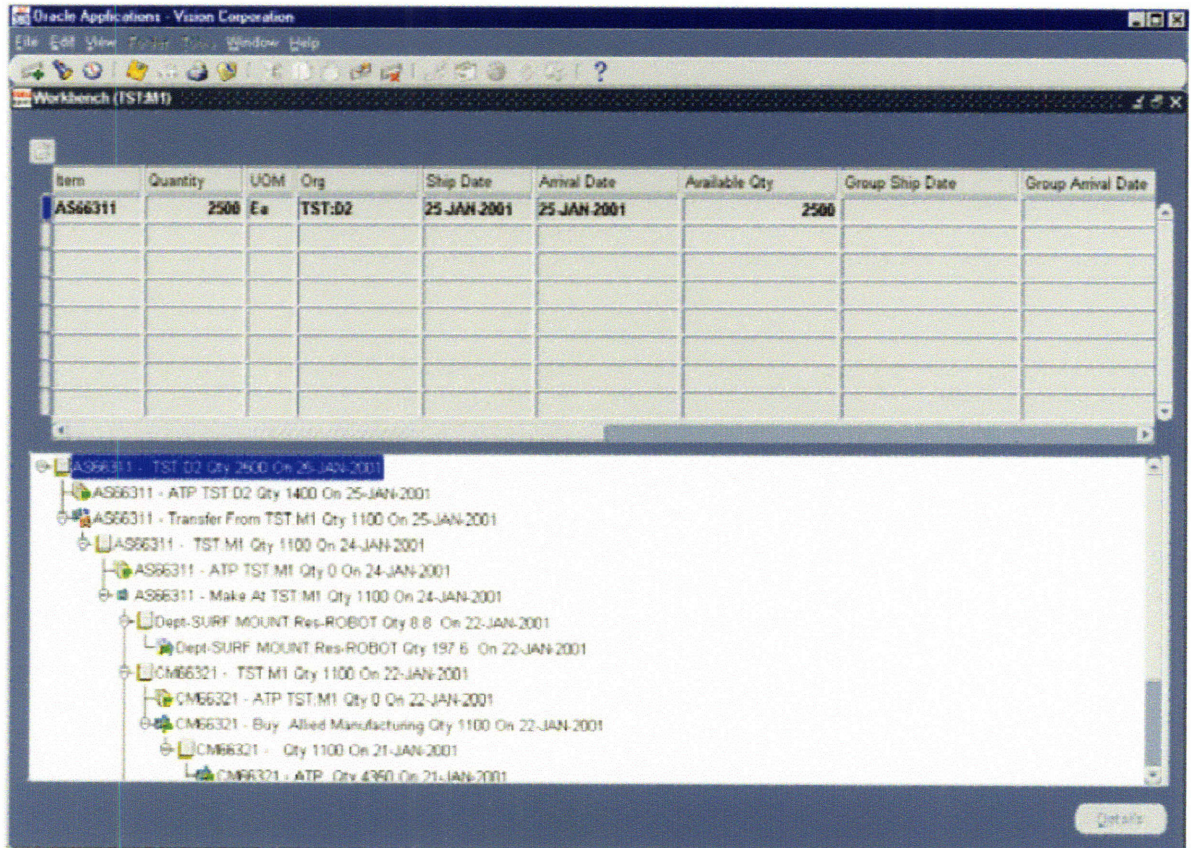 Oracle Applications - Vision Corporation
File Edit View Folder Tools Window Help
?
Workbench (TST:M1)
Item Quantity UOM Org Ship Date Arrival Date Available Qty Group Ship Date Group Arrival Date
AS66311 2500 Ea TST:D2 25-JAN-2001 25-JAN-2001 2500
AS66311 - TST:D2 Qty 2500 On 25-JAN-2001
AS66311 - ATP TST:D2 Qty 1400 On 25-JAN-2001
AS66311 - Transfer From TST:M1 Qty 1100 On 25-JAN-2001
AS66311 - TST:M1 Qty 1100 On 24-JAN-2001
AS66311 - ATP TST:M1 Qty 0 On 24-JAN-2001
AS66311 - Make At TST:M1 Qty 1100 On 24-JAN-2001
Dept-SURF MOUNT Res-ROBOT Qty 8.8 On 22-JAN-2001
Dept-SURF MOUNT Res-ROBOT Qty 197.6 On 22-JAN-2001
CM66321 - TST:M1 Qty 1100 On 22-JAN-2001
CM66321 - ATP TST:M1 Qty 0 On 22-JAN-2001
CM66321 - Buy Allied Manufacturing Qty 1100 On 22-JAN-2001
CM66321 - Qty 1100 On 21-JAN-2001
CM66321 - ATP Qty 4350 On 21-JAN-2001
Details